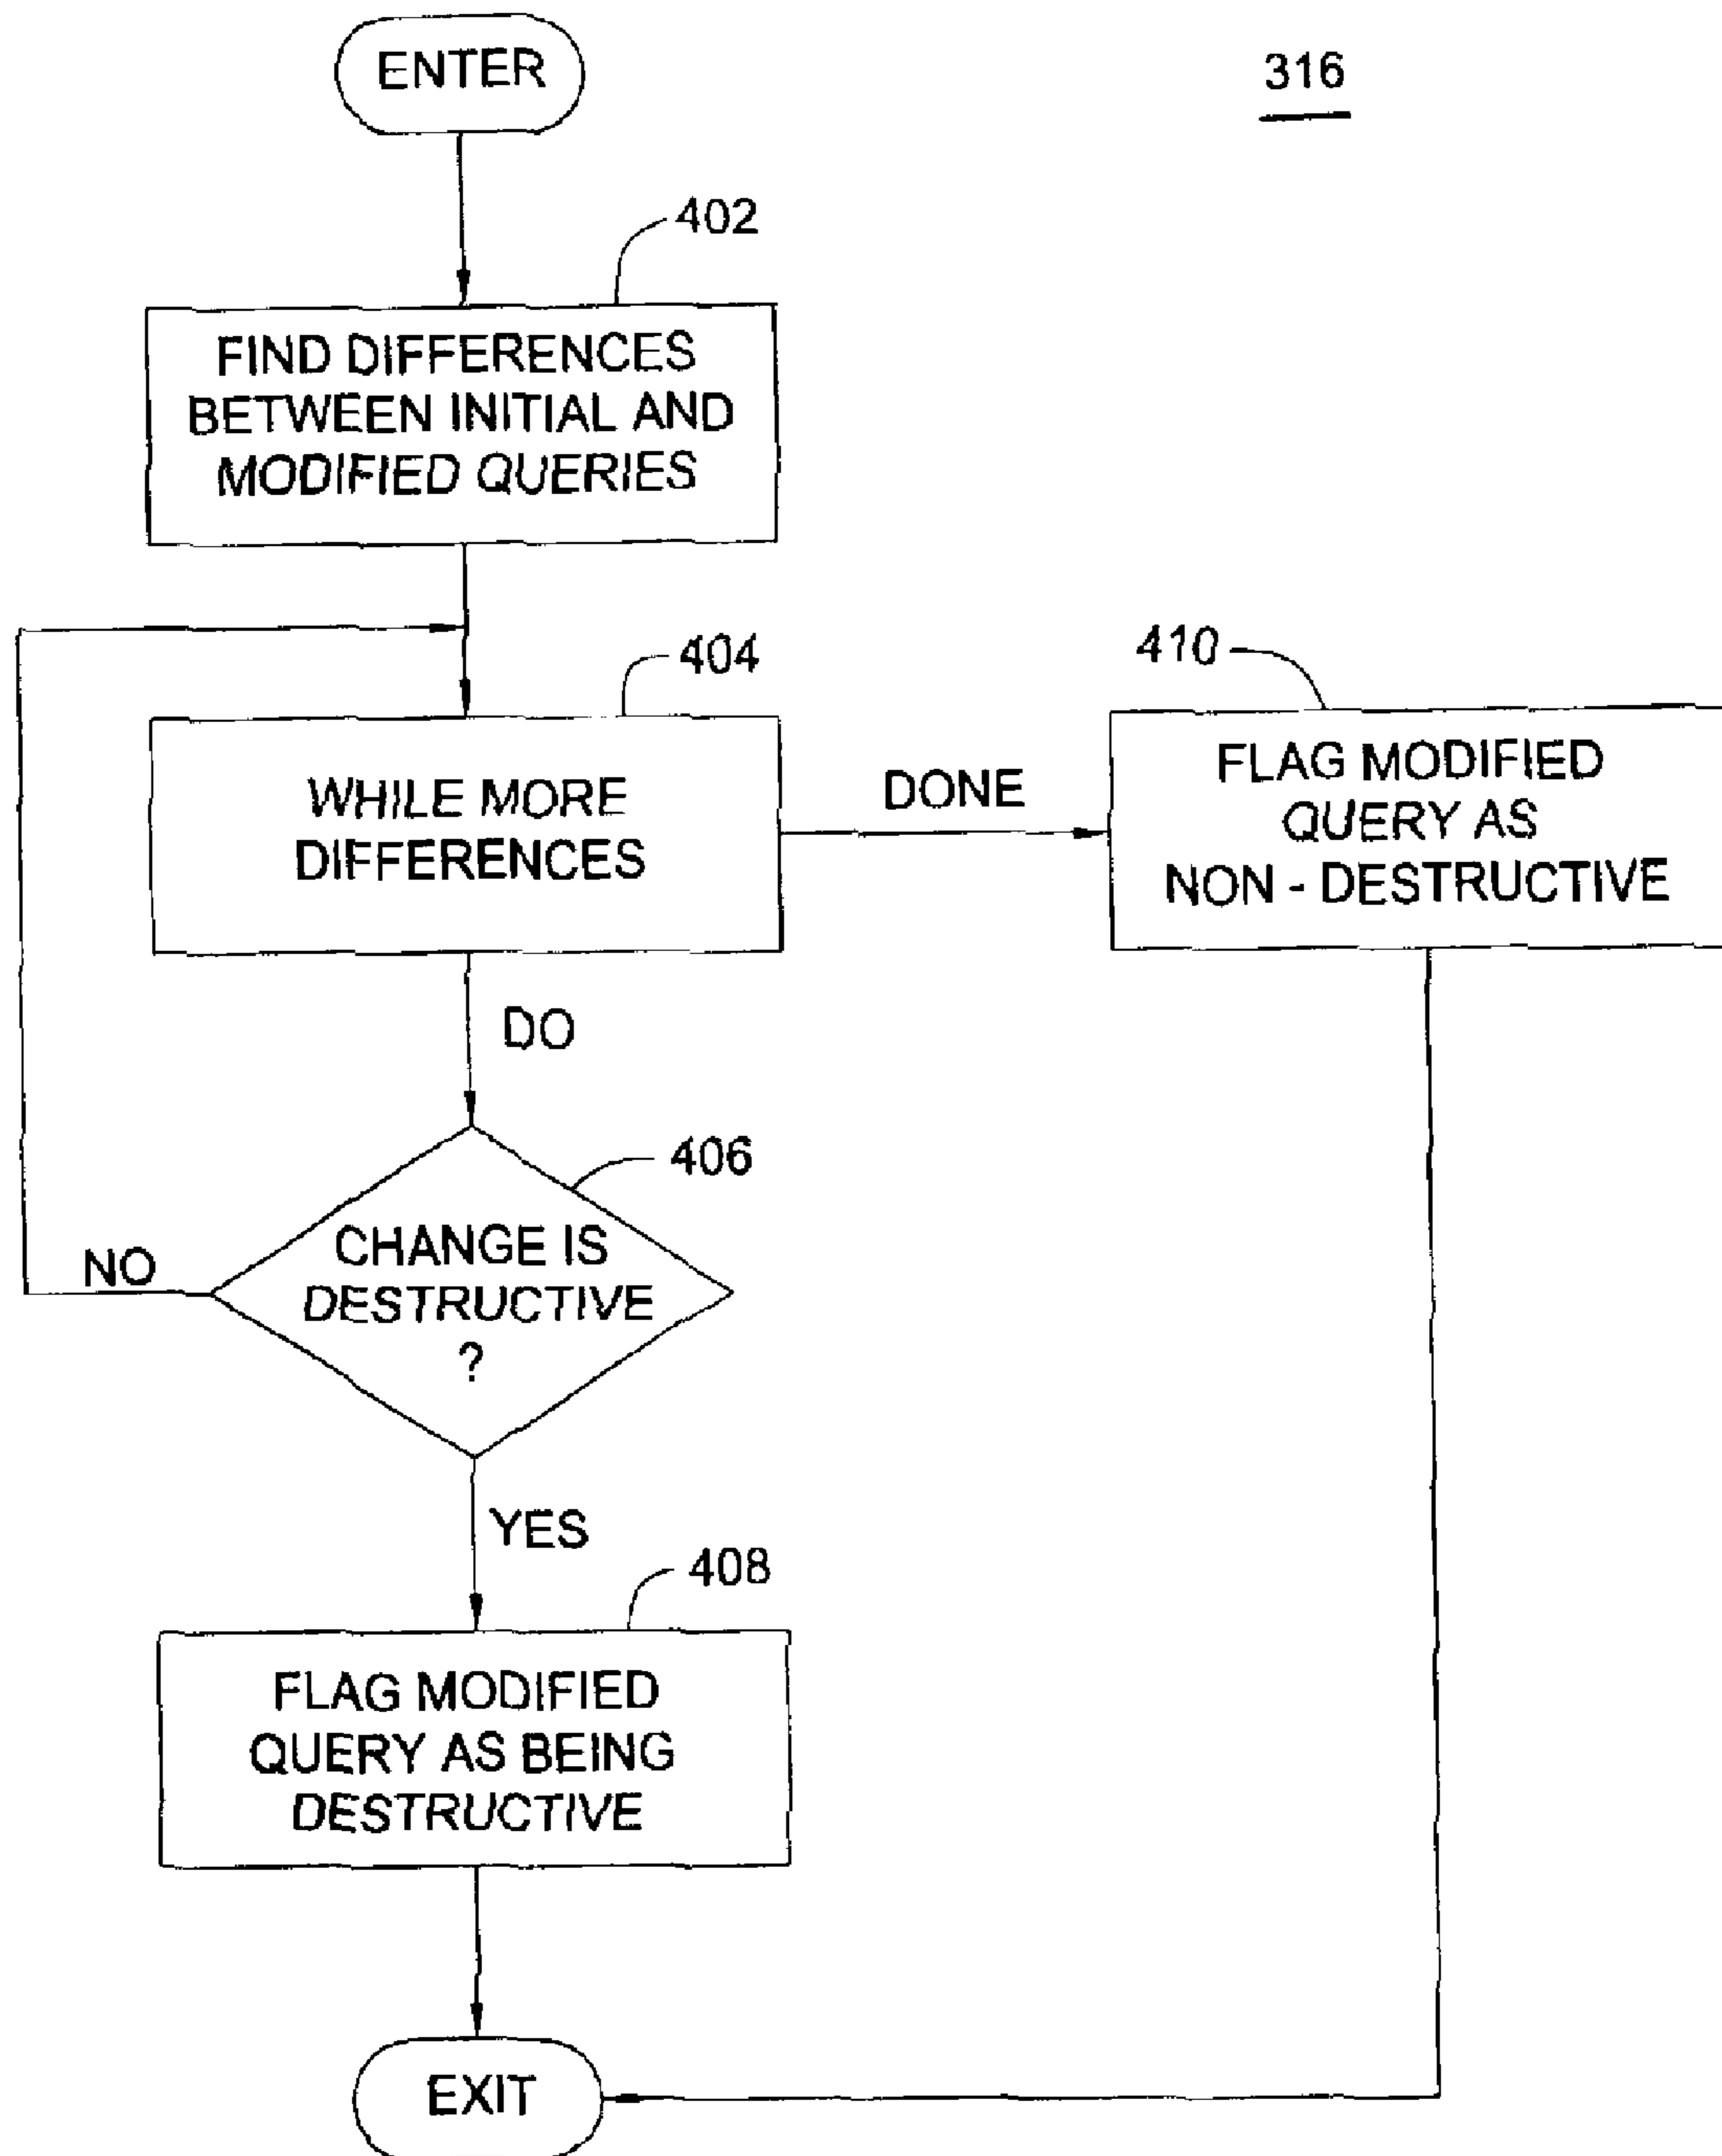 ENTER
316
402
FIND DIFFERENCES
BETWEEN INITIAL AND
MODIFIED QUERIES
404
WHILE MORE
DIFFERENCES
DONE
410
FLAG MODIFIED
QUERY AS
NON - DESTRUCTIVE
DO
406
CHANGE IS
DESTRUCTIVE
?
NO
YES
408
FLAG MODIFIED
QUERY AS BEING
DESTRUCTIVE
EXIT